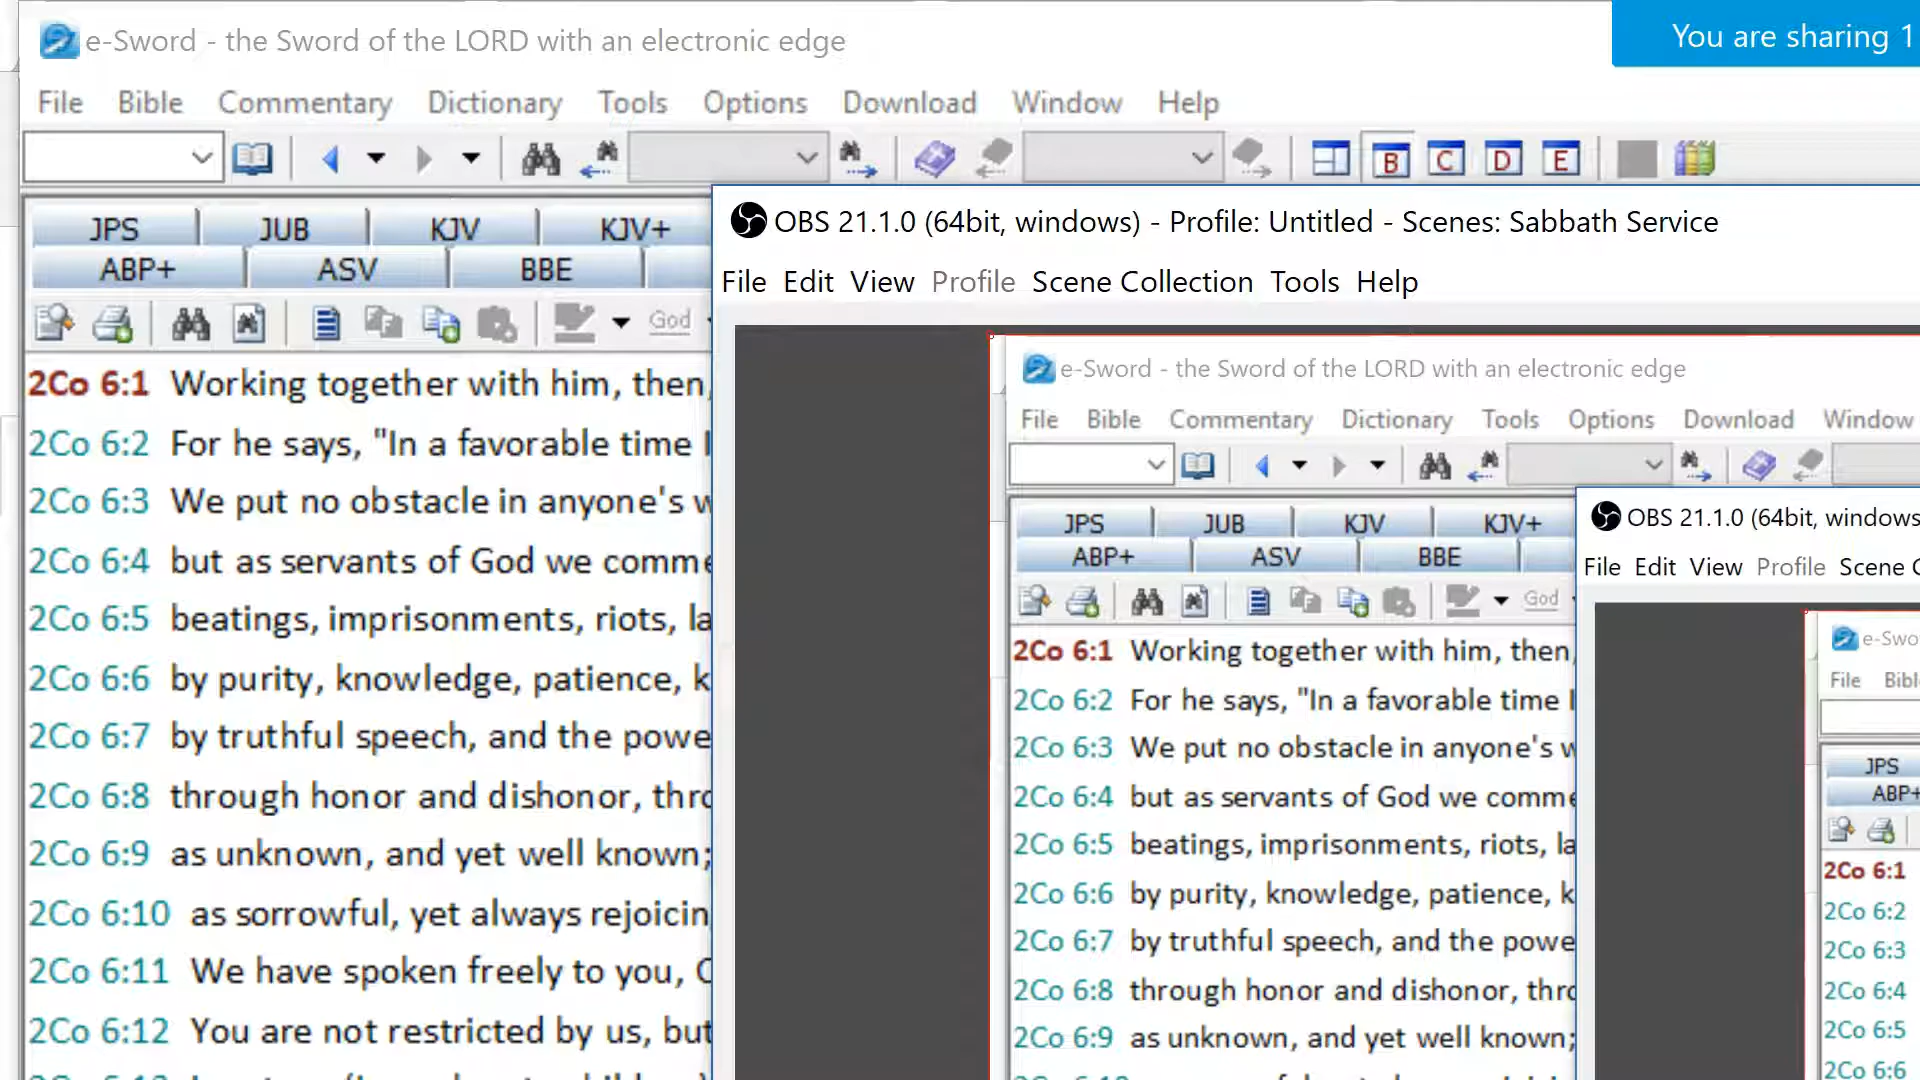 e-Sword - the Sword of the LORD with an electronic edge
You are sharing 1
File Bible Commentary Dictionary Tools Options Download Window Help
B C D E
JPS JUB KJV KJV+
ABP+ ASV BBE
God
2Co 6:1 Working together with him, then,
2Co 6:2 For he says, "In a favorable time I
2Co 6:3 We put no obstacle in anyone's w
2Co 6:4 but as servants of God we comme
2Co 6:5 beatings, imprisonments, riots, la
2Co 6:6 by purity, knowledge, patience, k
2Co 6:7 by truthful speech, and the powe
2Co 6:8 through honor and dishonor, thro
2Co 6:9 as unknown, and yet well known;
2Co 6:10 as sorrowful, yet always rejoicin
2Co 6:11 We have spoken freely to you, C
2Co 6:12 You are not restricted by us, but
OBS 21.1.0 (64bit, windows) - Profile: Untitled - Scenes: Sabbath Service
File Edit View Profile Scene Collection Tools Help
e-Sword - the Sword of the LORD with an electronic edge
File Bible Commentary Dictionary Tools Options Download Window
JPS JUB KJV KJV+
ABP+ ASV BBE
God
2Co 6:1 Working together with him, then,
2Co 6:2 For he says, "In a favorable time I
2Co 6:3 We put no obstacle in anyone's w
2Co 6:4 but as servants of God we comme
2Co 6:5 beatings, imprisonments, riots, la
2Co 6:6 by purity, knowledge, patience, k
2Co 6:7 by truthful speech, and the powe
2Co 6:8 through honor and dishonor, thro
2Co 6:9 as unknown, and yet well known;
OBS 21.1.0 (64bit, windows
File Edit View Profile Scene C
e-Swo
File Bibl
JPS
ABP+
2Co 6:1
2Co 6:2
2Co 6:3
2Co 6:4
2Co 6:5
2Co 6:6